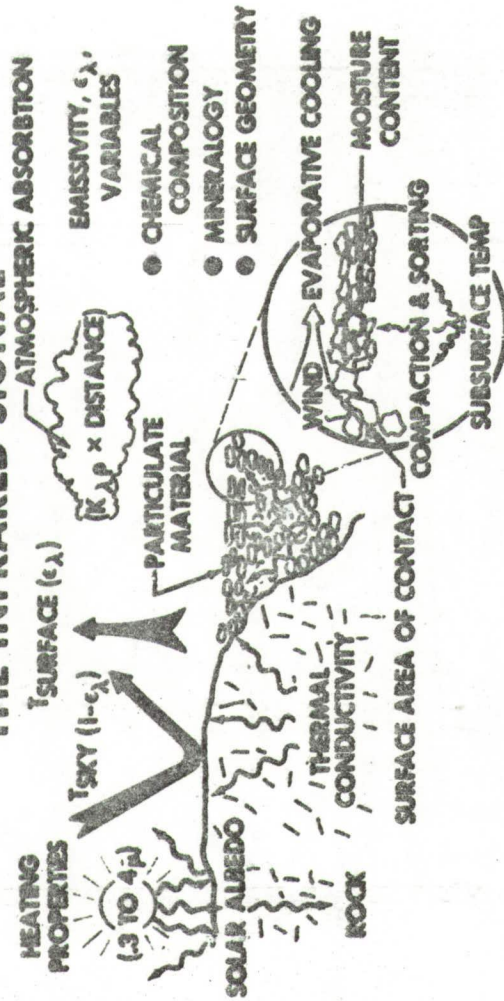 THE INFRARED SIGNAL
HEATING
PROPERTIES
(.3 TO 4μ)
T SKY (1-ϵλ)
T SURFACE (ϵλ)
(Kλρ × DISTANCE)
ATMOSPHERIC ABSORBTION
EMISSIVITY, ϵλ,
VARIABLES
● CHEMICAL
COMPOSITION
● MINERALOGY
● SURFACE GEOMETRY
PARTICULATE
MATERIAL
SOLAR ALBEDO
ROCK
THERMAL
CONDUCTIVITY
WIND
EVAPORATIVE COOLING
MOISTURE
CONTENT
SURFACE AREA OF CONTACT
COMPACTION & SORTING
SUBSURFACE TEMP